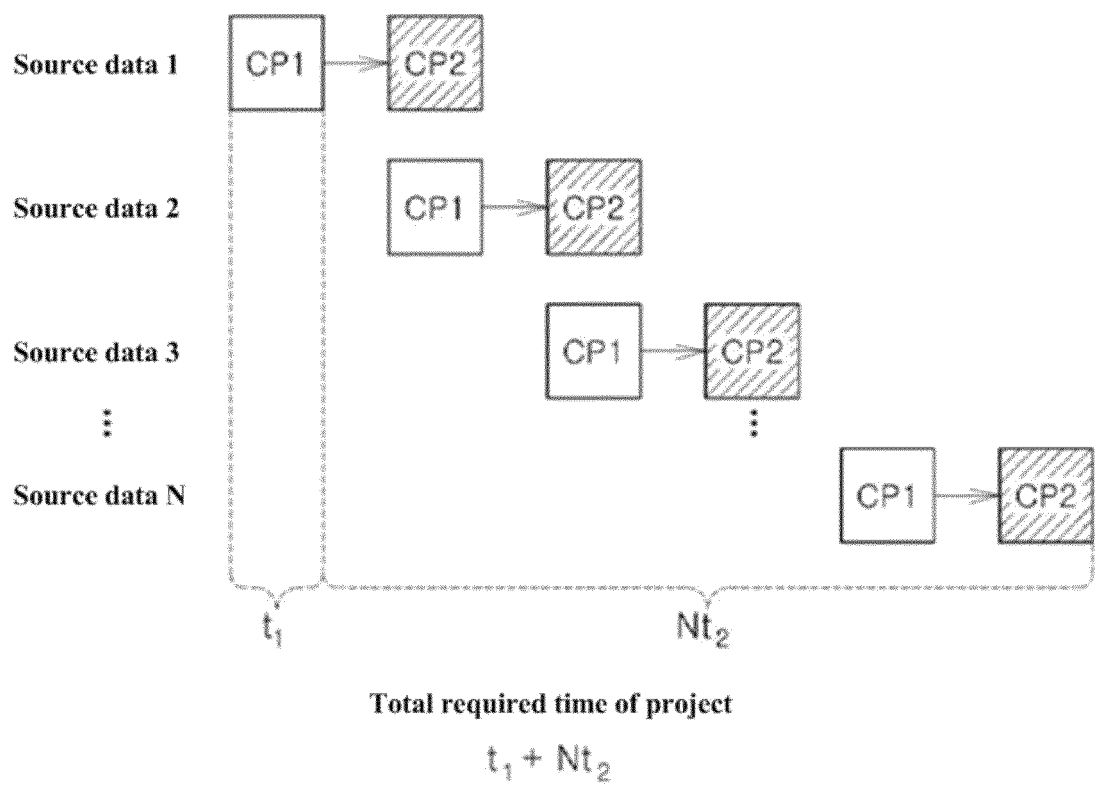 Source data 1 CP1 CP2
Source data 2 CP1 CP2
Source data 3 CP1 CP2
⋮ ⋮
Source data N CP1 CP2
t₁ Nt₂
Total required time of project
t₁ + Nt₂